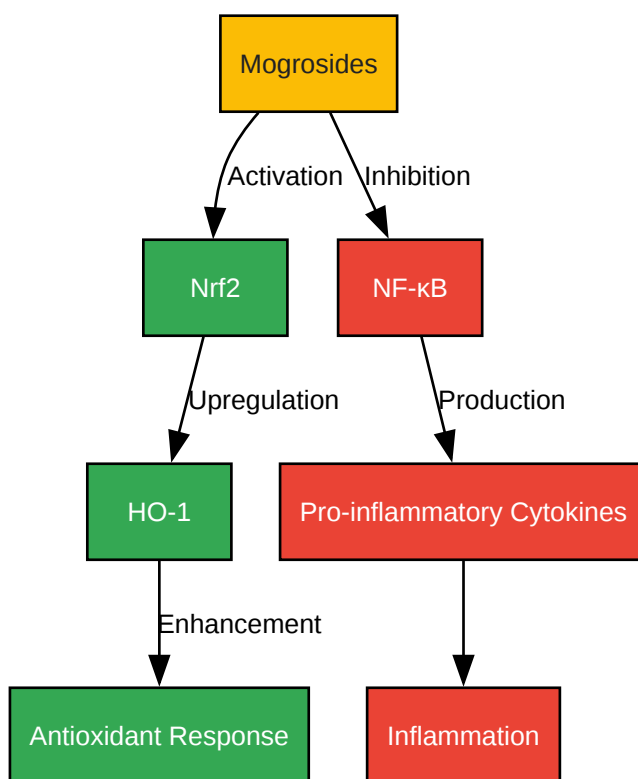 Mogrosides
Activation
Inhibition
Nrf2
NF-κB
Upregulation
Production
HO-1
Pro-inflammatory Cytokines
Enhancement
Antioxidant Response
Inflammation